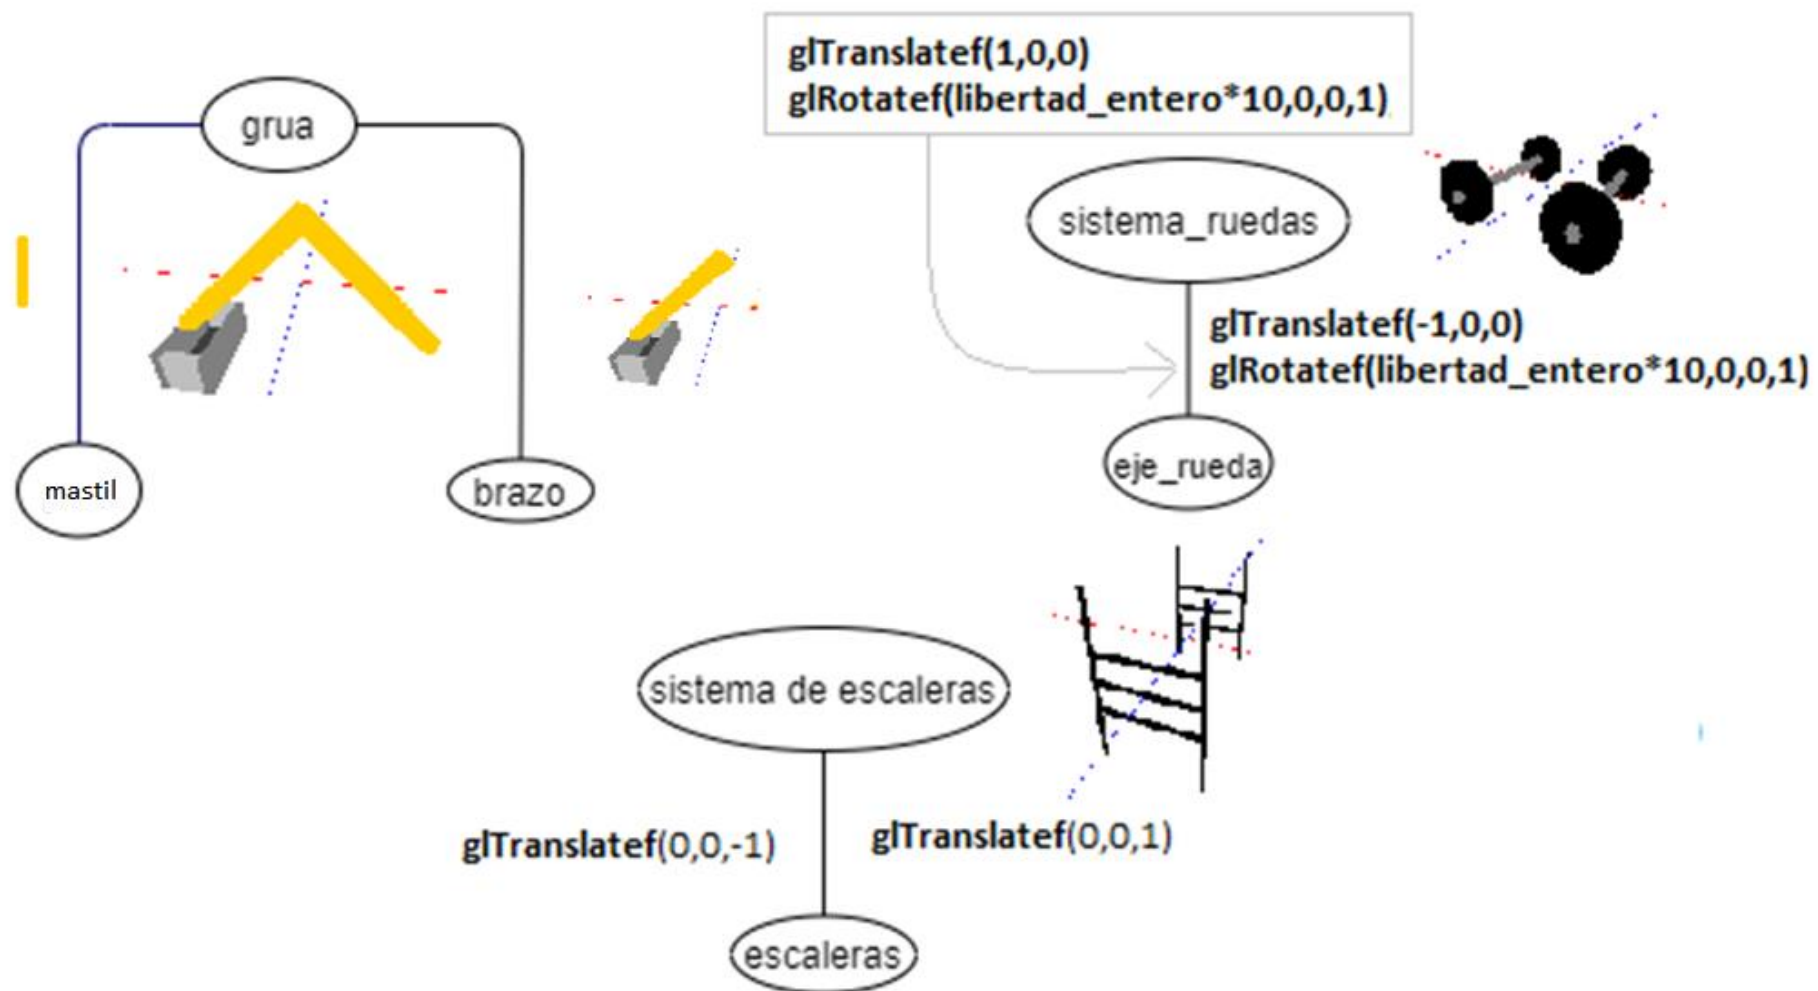 glTranslatef(1,0,0)
glRotatef(libertad_entero*10,0,0,1)
grua
sistema_ruedas
glTranslatef(-1,0,0)
glRotatef(libertad_entero*10,0,0,1)
mastil
brazo
eje_rueda
sistema de escaleras
glTranslatef(0,0,-1)
glTranslatef(0,0,1)
escaleras